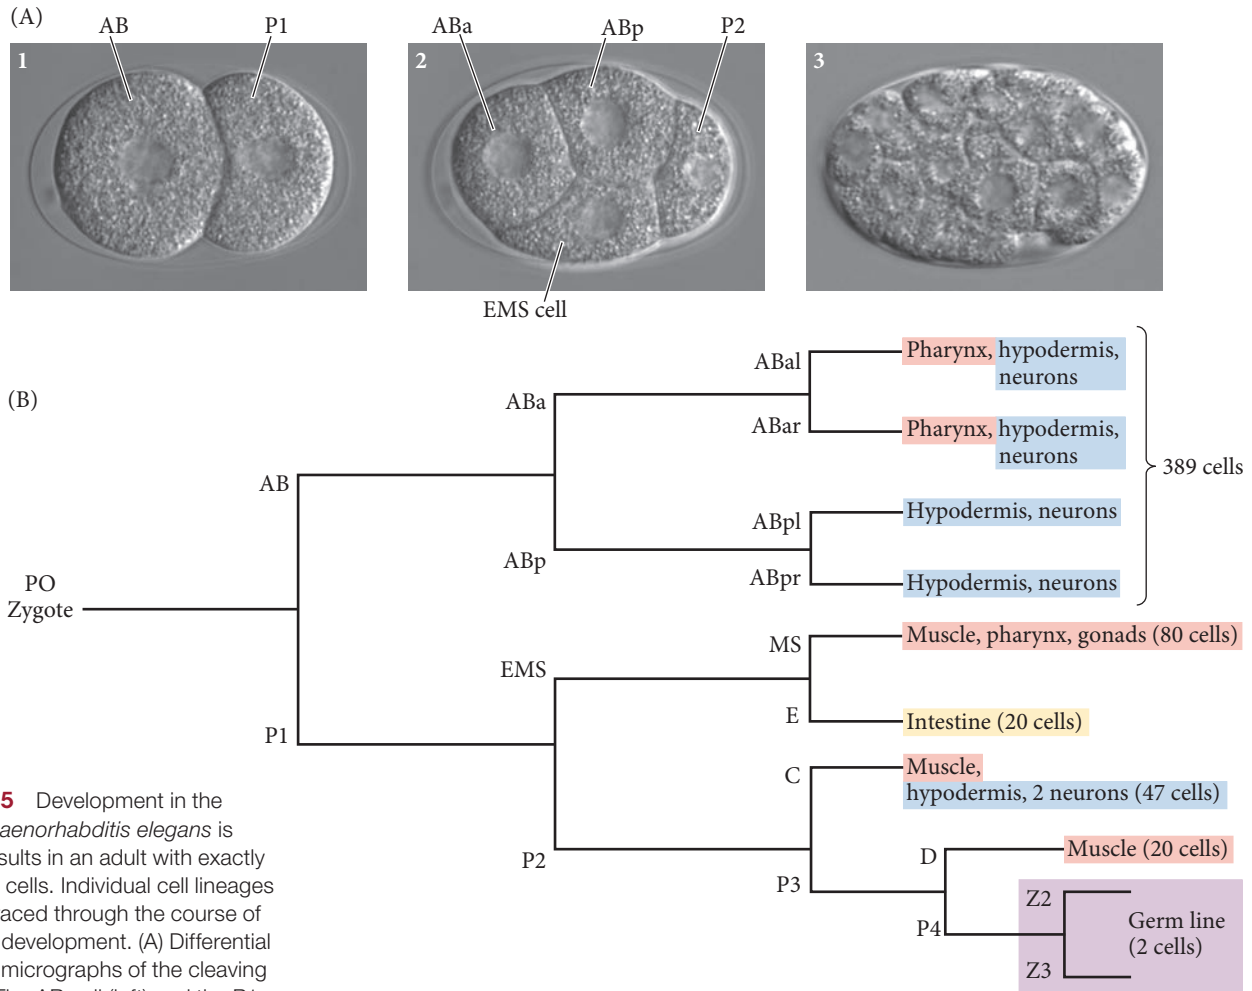 (A)
AB
P1
ABa
ABp
P2
1
2
3
EMS cell
(B)
PO
Zygote
AB
P1
ABa
ABp
EMS
P2
ABal
ABar
ABpl
ABpr
MS
E
C
P3
D
P4
Z2
Z3
Pharynx, hypodermis,
neurons
Pharynx, hypodermis,
neurons
Hypodermis, neurons
Hypodermis, neurons
389 cells
Muscle, pharynx, gonads (80 cells)
Intestine (20 cells)
Muscle,
hypodermis, 2 neurons (47 cells)
Muscle (20 cells)
Germ line
(2 cells)
5 Development in the
aenorhabditis elegans is
sults in an adult with exactly
cells. Individual cell lineages
aced through the course of
development. (A) Differential
micrographs of the cleaving